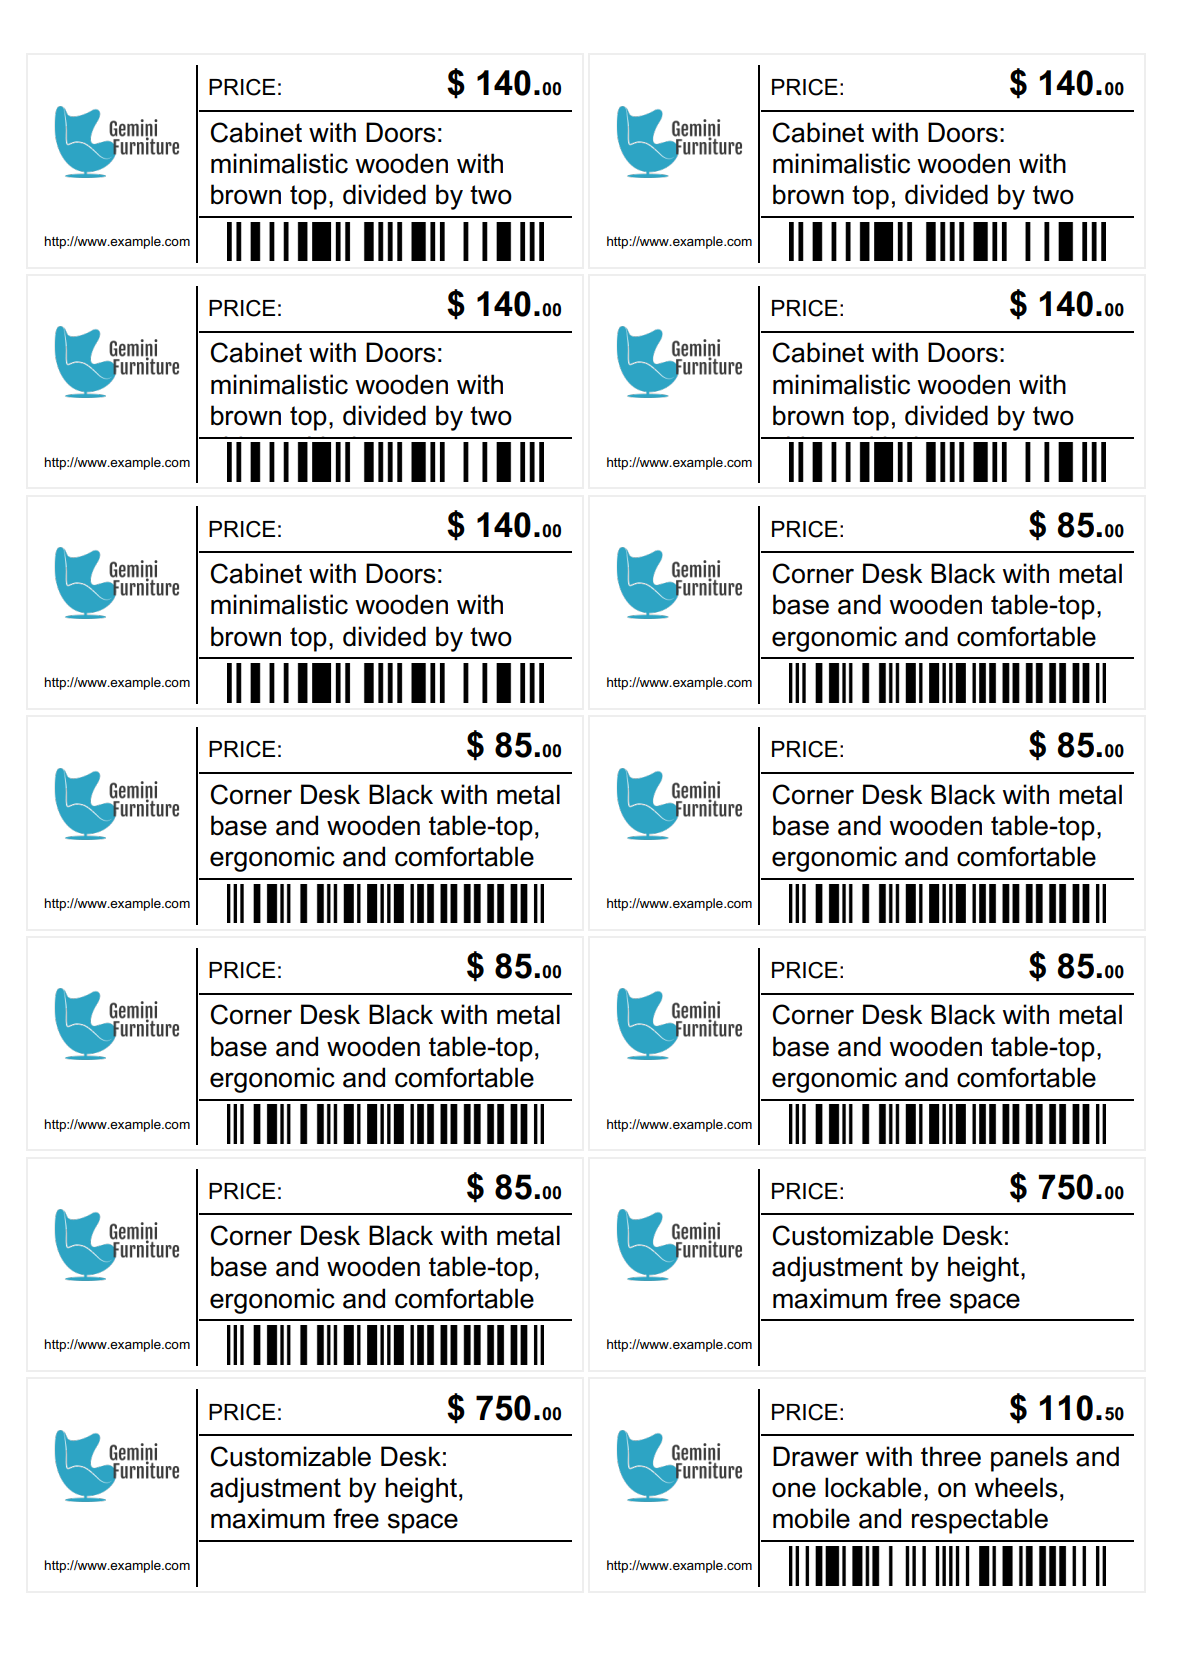 PRICE: $ 140.00
Gemini
Furniture
Cabinet with Doors:
minimalistic wooden with
brown top, divided by two
http://www.example.com
PRICE: $ 140.00
Gemini
Furniture
Cabinet with Doors:
minimalistic wooden with
brown top, divided by two
http://www.example.com
PRICE: $ 140.00
Gemini
Furniture
Cabinet with Doors:
minimalistic wooden with
brown top, divided by two
http://www.example.com
PRICE: $ 140.00
Gemini
Furniture
Cabinet with Doors:
minimalistic wooden with
brown top, divided by two
http://www.example.com
PRICE: $ 140.00
Gemini
Furniture
Cabinet with Doors:
minimalistic wooden with
brown top, divided by two
http://www.example.com
PRICE: $ 85.00
Gemini
Furniture
Corner Desk Black with metal
base and wooden table-top,
ergonomic and comfortable
http://www.example.com
PRICE: $ 85.00
Gemini
Furniture
Corner Desk Black with metal
base and wooden table-top,
ergonomic and comfortable
http://www.example.com
PRICE: $ 85.00
Gemini
Furniture
Corner Desk Black with metal
base and wooden table-top,
ergonomic and comfortable
http://www.example.com
PRICE: $ 85.00
Gemini
Furniture
Corner Desk Black with metal
base and wooden table-top,
ergonomic and comfortable
http://www.example.com
PRICE: $ 85.00
Gemini
Furniture
Corner Desk Black with metal
base and wooden table-top,
ergonomic and comfortable
http://www.example.com
PRICE: $ 85.00
Gemini
Furniture
Corner Desk Black with metal
base and wooden table-top,
ergonomic and comfortable
http://www.example.com
PRICE: $ 750.00
Gemini
Furniture
Customizable Desk:
adjustment by height,
maximum free space
http://www.example.com
PRICE: $ 750.00
Gemini
Furniture
Customizable Desk:
adjustment by height,
maximum free space
http://www.example.com
PRICE: $ 110.50
Gemini
Furniture
Drawer with three panels and
one lockable, on wheels,
mobile and respectable
http://www.example.com